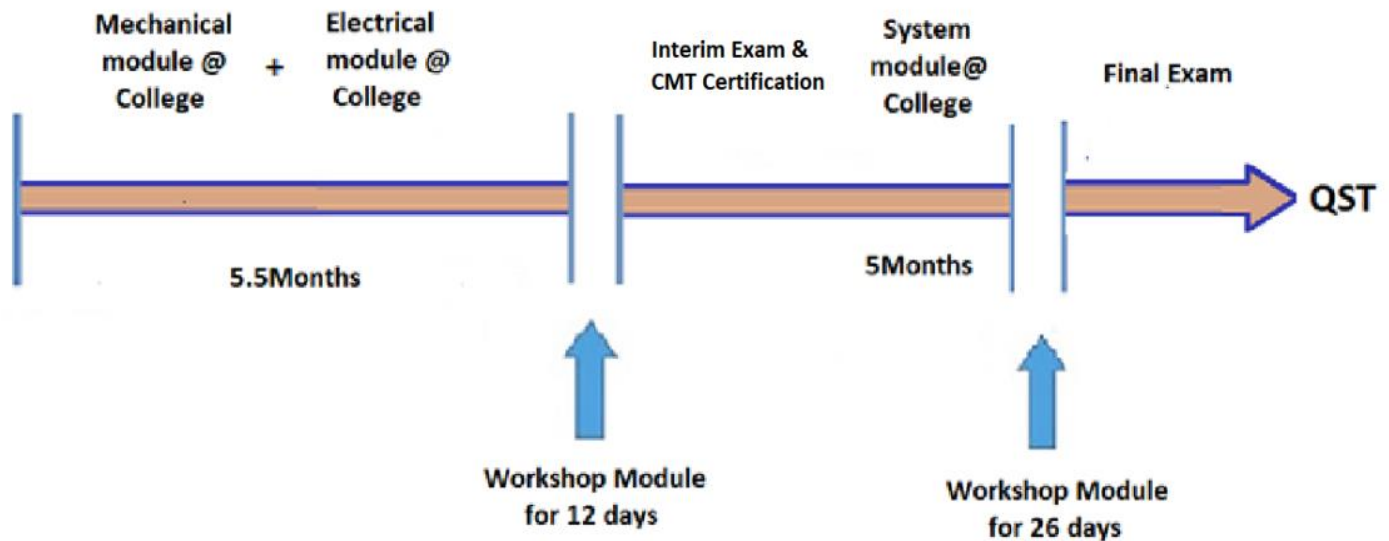 Mechanical
module @
College
+
Electrical
module @
College
Interim Exam &
CMT Certification
System
module@
College
Final Exam
QST
5.5Months
5Months
Workshop Module
for 12 days
Workshop Module
for 26 days